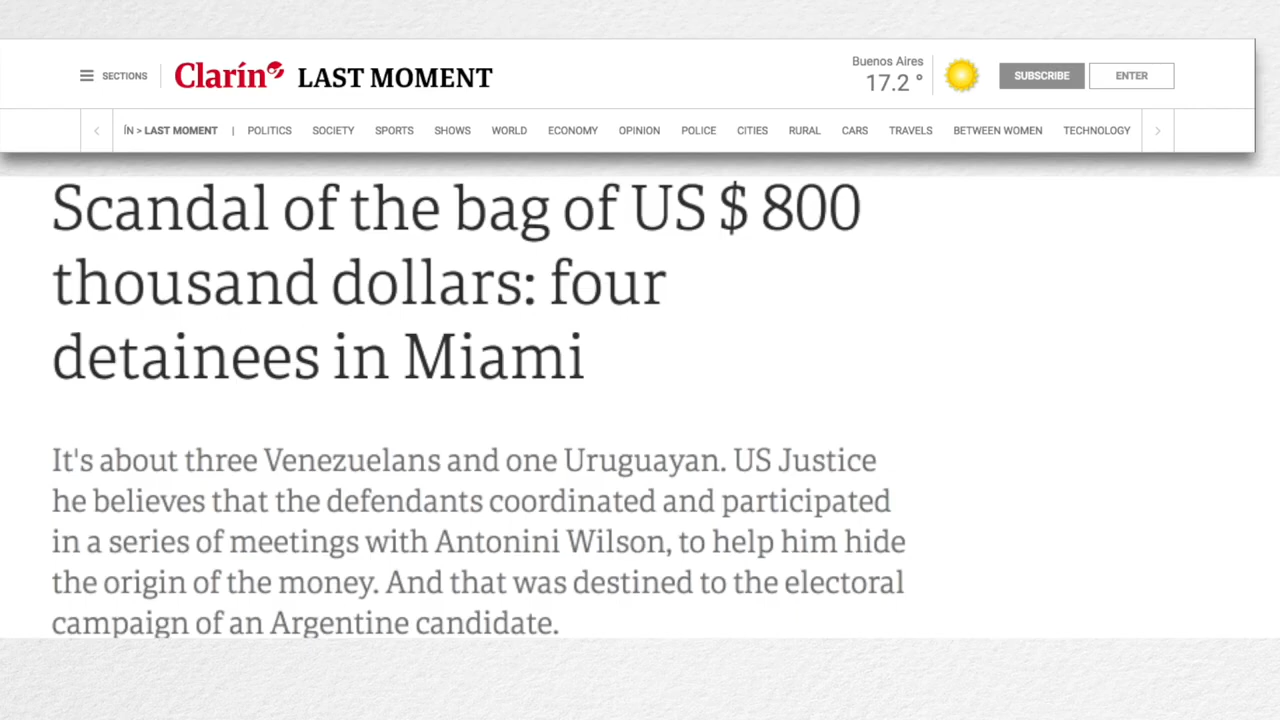 SECTIONS
Clarín LAST MOMENT
Buenos Aires
17.2 °
SUBSCRIBE
ENTER
ÍN > LAST MOMENT | POLITICS SOCIETY SPORTS SHOWS WORLD ECONOMY OPINION POLICE CITIES RURAL CARS TRAVELS BETWEEN WOMEN TECHNOLOGY
Scandal of the bag of US $ 800
thousand dollars: four
detainees in Miami
It's about three Venezuelans and one Uruguayan. US Justice
he believes that the defendants coordinated and participated
in a series of meetings with Antonini Wilson, to help him hide
the origin of the money. And that was destined to the electoral
campaign of an Argentine candidate.